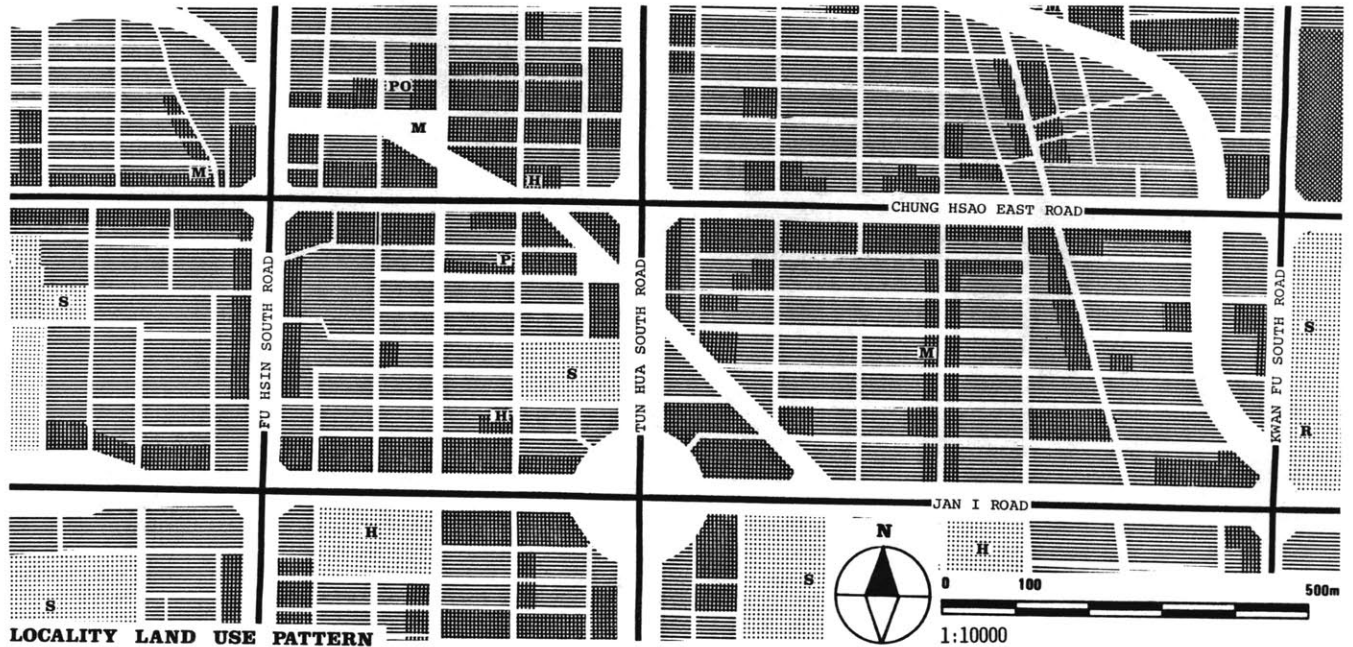 M
PO
M
M
H
CHUNG HSAO EAST ROAD
P
S
FU HSIN SOUTH ROAD
TUN HUA SOUTH ROAD
KWAN FU SOUTH ROAD
S
M
S
H
R
JAN I ROAD
H
N
H
S
S
0 100 500m
1:10000
LOCALITY LAND USE PATTERN